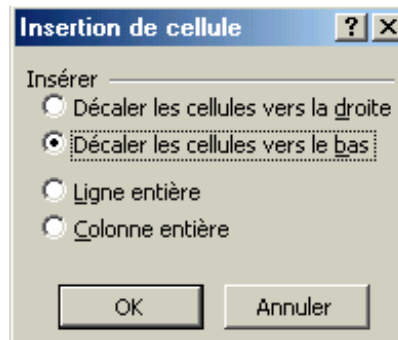 Insertion de cellule
Insérer
Décaler les cellules vers la droite
Décaler les cellules vers le bas
Ligne entière
Colonne entière
OK Annuler